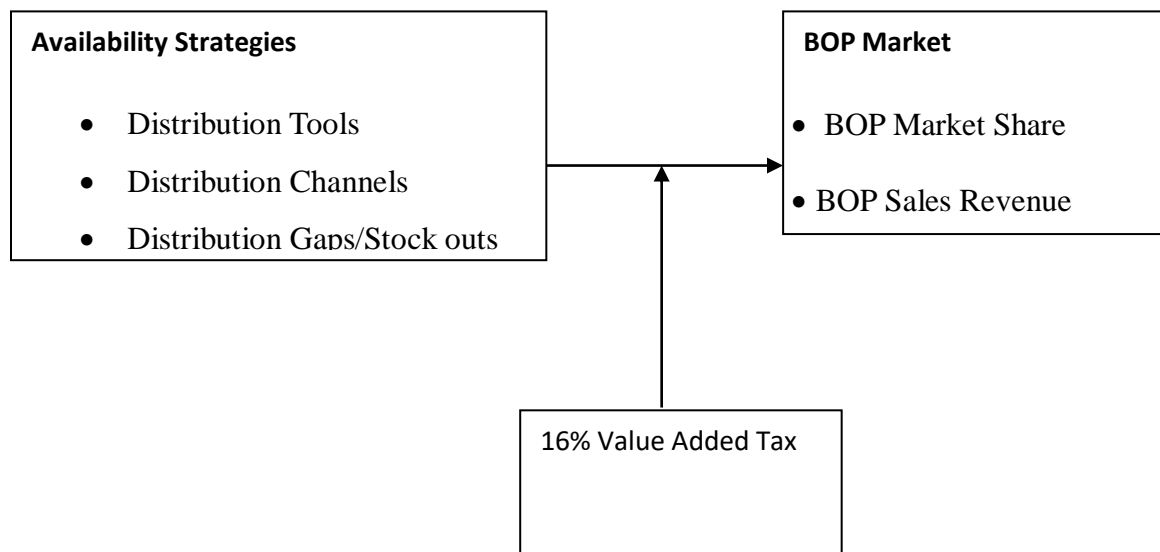 Availability Strategies
• Distribution Tools
• Distribution Channels
• Distribution Gaps/Stock outs
BOP Market
• BOP Market Share
• BOP Sales Revenue
16% Value Added Tax